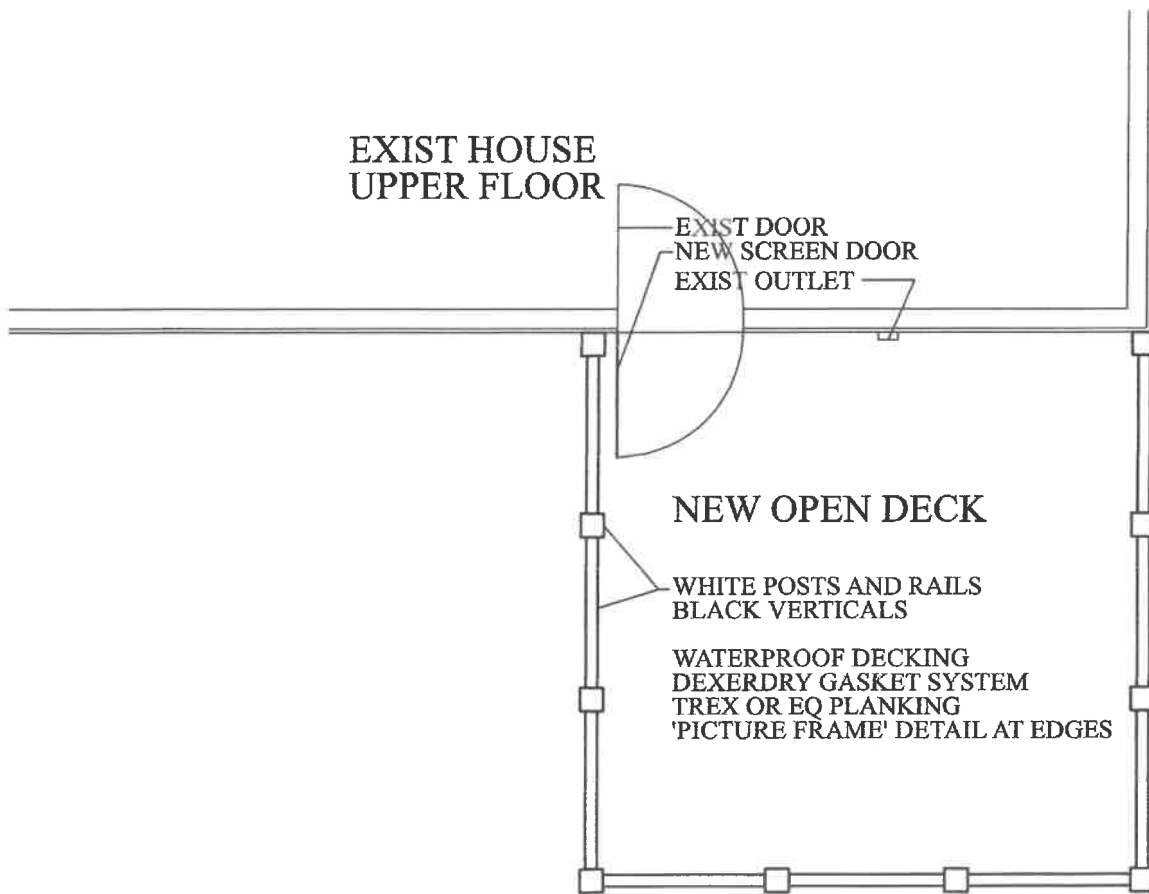 EXIST HOUSE
UPPER FLOOR
EXIST DOOR
NEW SCREEN DOOR
EXIST OUTLET
NEW OPEN DECK
WHITE POSTS AND RAILS
BLACK VERTICALS
WATERPROOF DECKING
DEXERDRY GASKET SYSTEM
TREX OR EQ PLANKING
'PICTURE FRAME' DETAIL AT EDGES